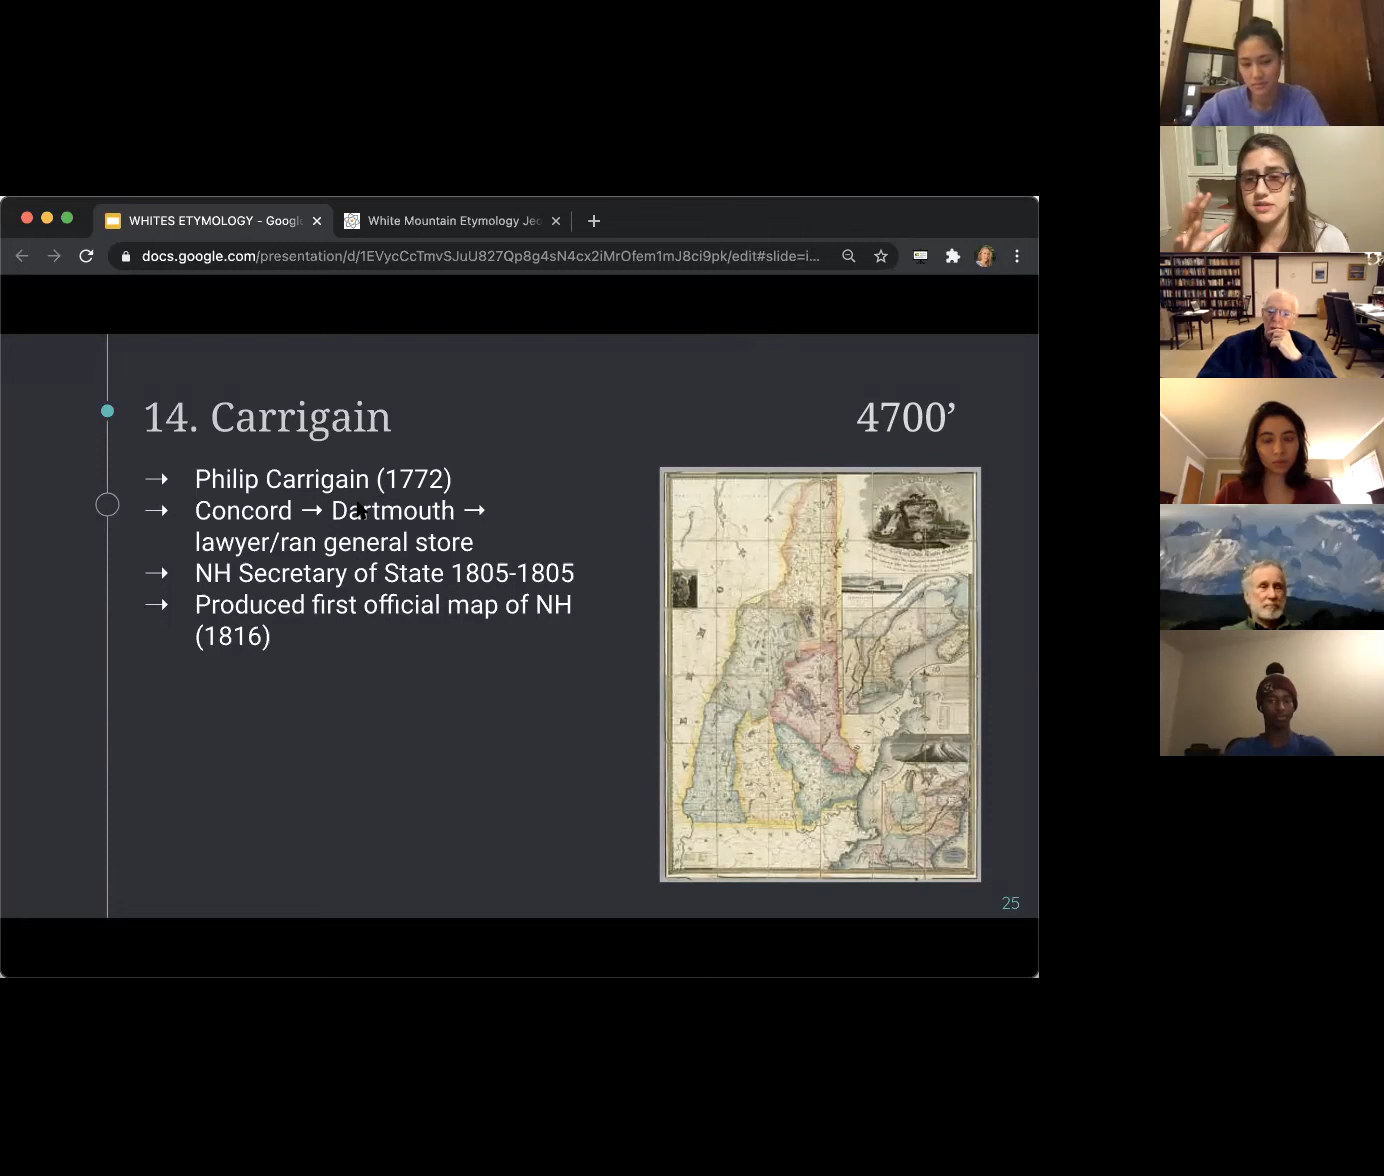 WHITES ETYMOLOGY - Googl
White Mountain Etymology Jeo
docs.google.com/presentation/d/1EVycCcTmvSJuU827Qp8g4sN4cx2iMrOfem1mJ8ci9pk/edit#slide=i...
14. Carrigain
4700’
→ Philip Carrigain (1772)
→ Concord → Dartmouth →
lawyer/ran general store
→ NH Secretary of State 1805-1805
→ Produced first official map of NH
(1816)
25